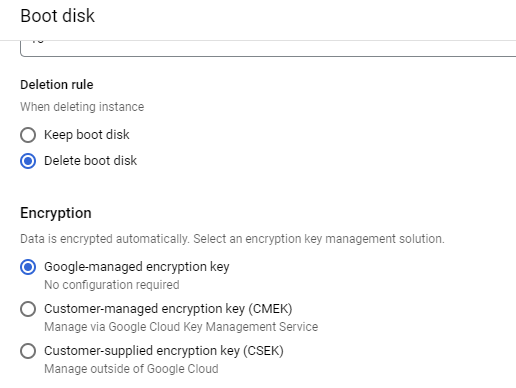 Boot disk
Deletion rule
When deleting instance
Keep boot disk
Delete boot disk
Encryption
Data is encrypted automatically. Select an encryption key management solution.
Google-managed encryption key
No configuration required
Customer-managed encryption key (CMEK)
Manage via Google Cloud Key Management Service
Customer-supplied encryption key (CSEK)
Manage outside of Google Cloud